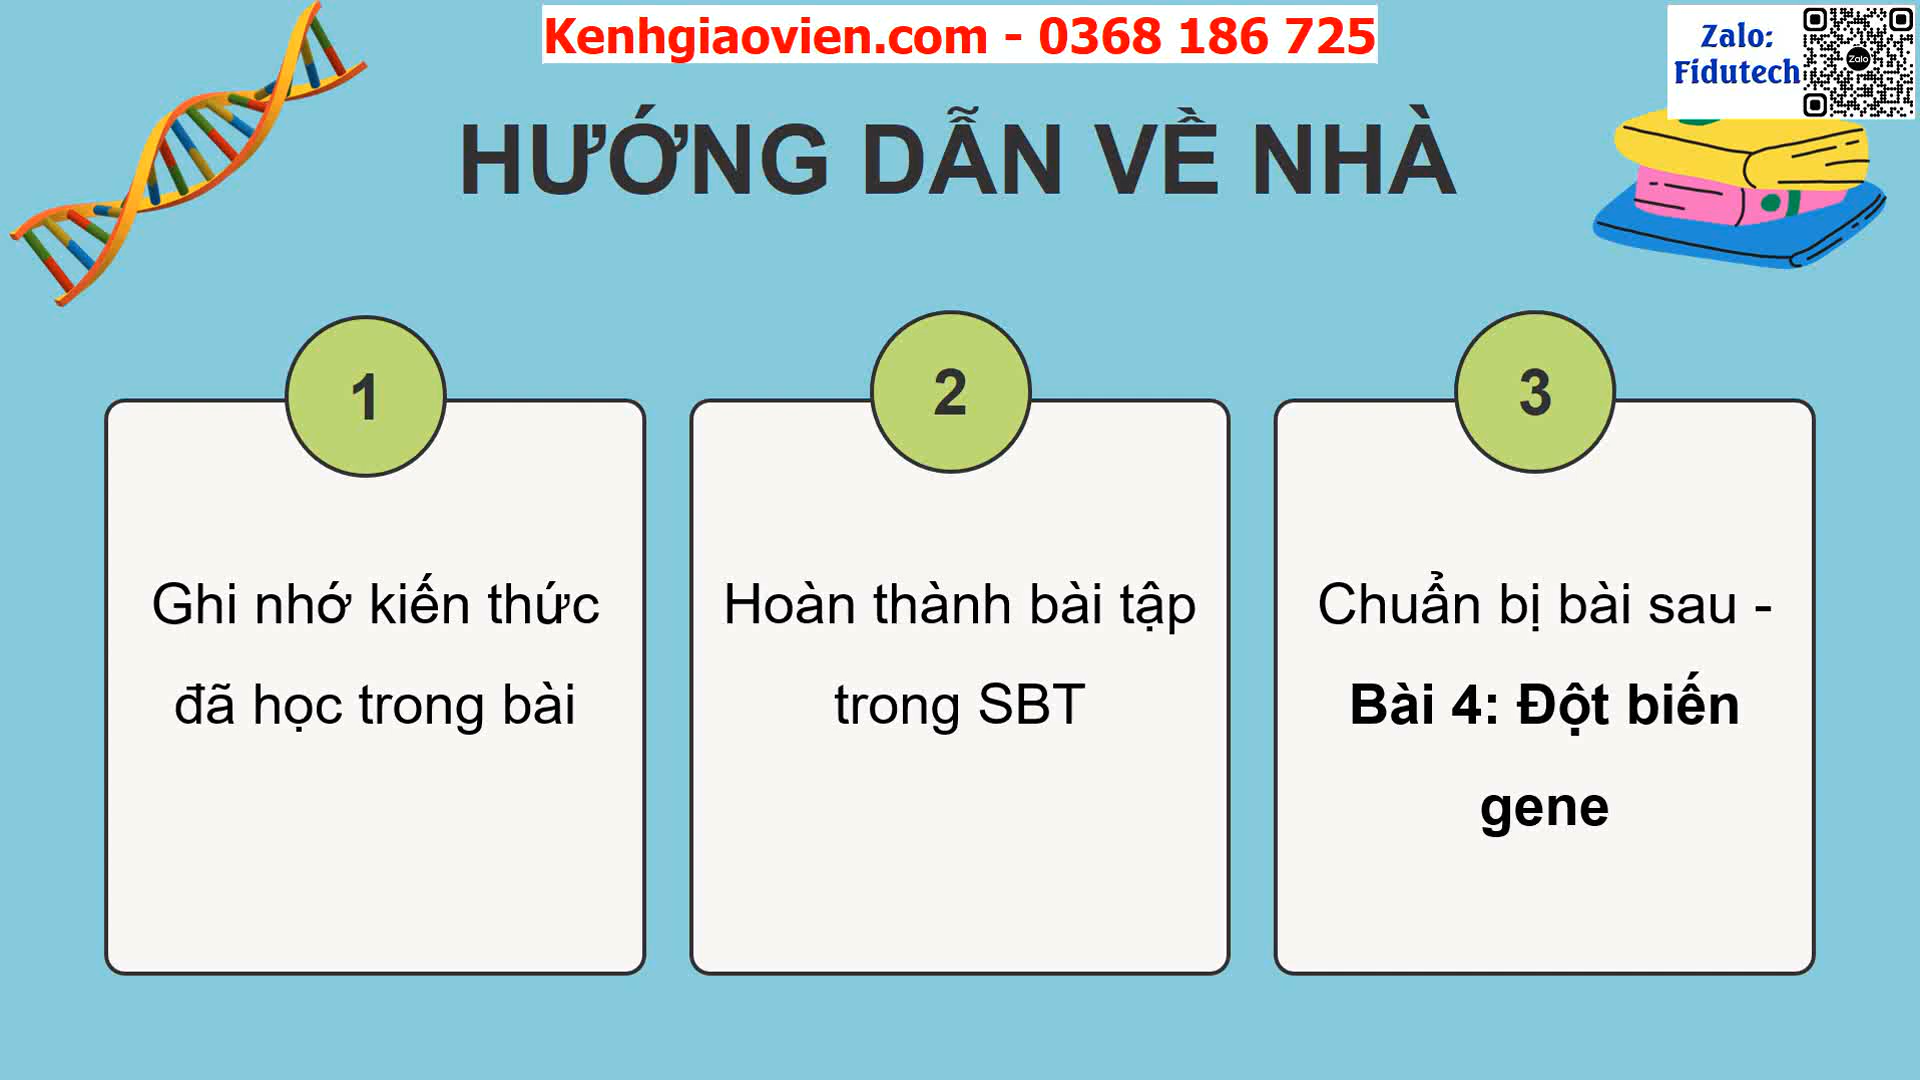 Kenhgiaovien.com - 0368 186 725
Zalo:
Fidutech
Zalo
HƯỚNG DẪN VỀ NHÀ
1
Ghi nhớ kiến thức
đã học trong bài
2
Hoàn thành bài tập
trong SBT
3
Chuẩn bị bài sau -
Bài 4: Đột biến
gene